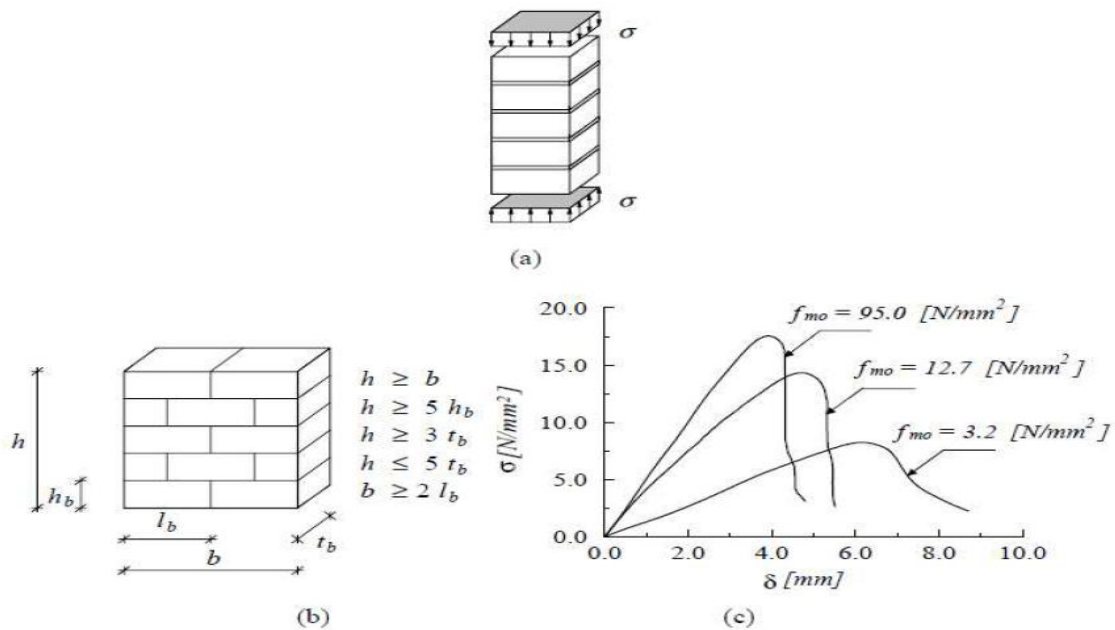 σ
σ
(a)
h
h_b
l_b
b
t_b
h ≥ b
h ≥ 5 h_b
h ≥ 3 t_b
h ≤ 5 t_b
b ≥ 2 l_b
(b)
20.0
15.0
10.0
5.0
0.0
σ [N/mm²]
f_mo = 95.0 [N/mm²]
f_mo = 12.7 [N/mm²]
f_mo = 3.2 [N/mm²]
0.0 2.0 4.0 6.0 8.0 10.0
δ [mm]
(c)